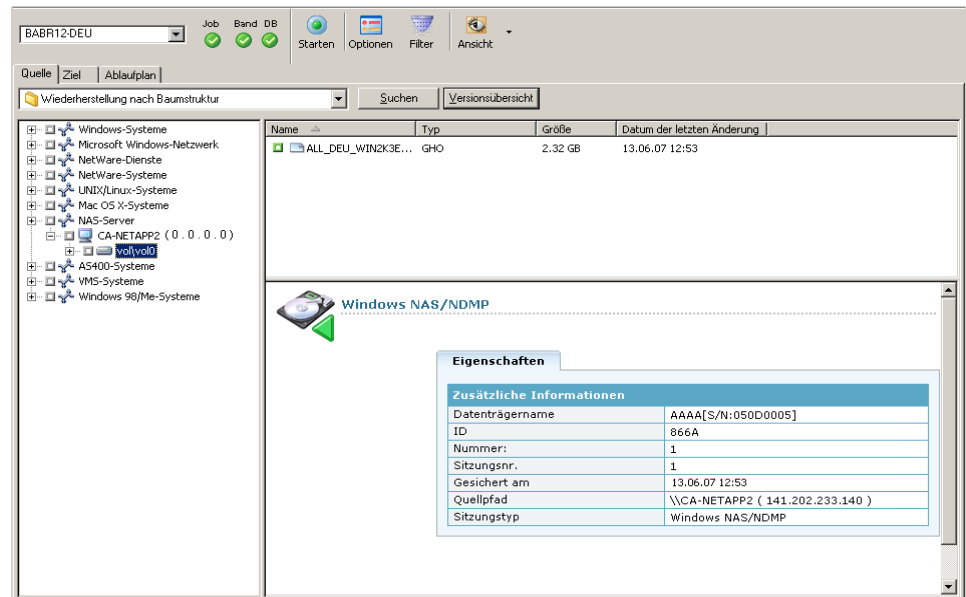 BABR12-DEU
Job Band DB
Starten Optionen Filter Ansicht
Quelle Ziel Ablaufplan
Wiederherstellung nach Baumstruktur
Suchen
Versionsübersicht
Windows-Systeme
Microsoft Windows-Netzwerk
NetWare-Dienste
NetWare-Systeme
UNIX/Linux-Systeme
Mac OS X-Systeme
NAS-Server
CA-NETAPP2 (0.0.0.0)
vol\vol0
AS400-Systeme
VMS-Systeme
Windows 98/Me-Systeme
Name Typ Größe Datum der letzten Änderung
ALL_DEU_WIN2K3E... GHO 2.32 GB 13.06.07 12:53
Windows NAS/NDMP
Eigenschaften
Zusätzliche Informationen
Datenträgername AAAA[S/N:050D0005]
ID 866A
Nummer: 1
Sitzungsnr. 1
Gesichert am 13.06.07 12:53
Quellpfad \\CA-NETAPP2 ( 141.202.233.140 )
Sitzungstyp Windows NAS/NDMP